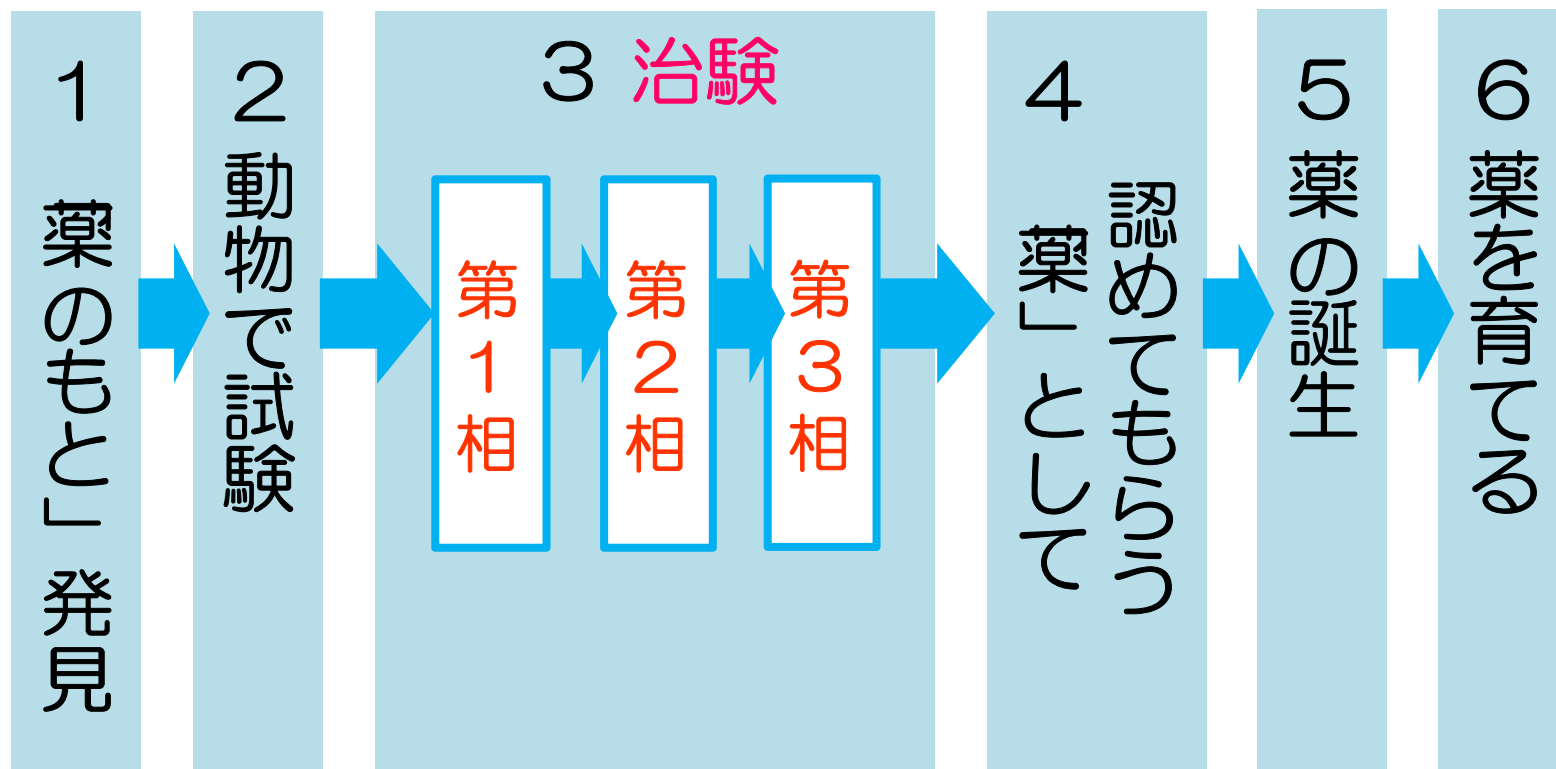 1
薬のもと」発見
2
動物で試験
3 治験
第1相
第2相
第3相
4
薬」として
認めてもらう
5
薬の誕生
6
薬を育てる